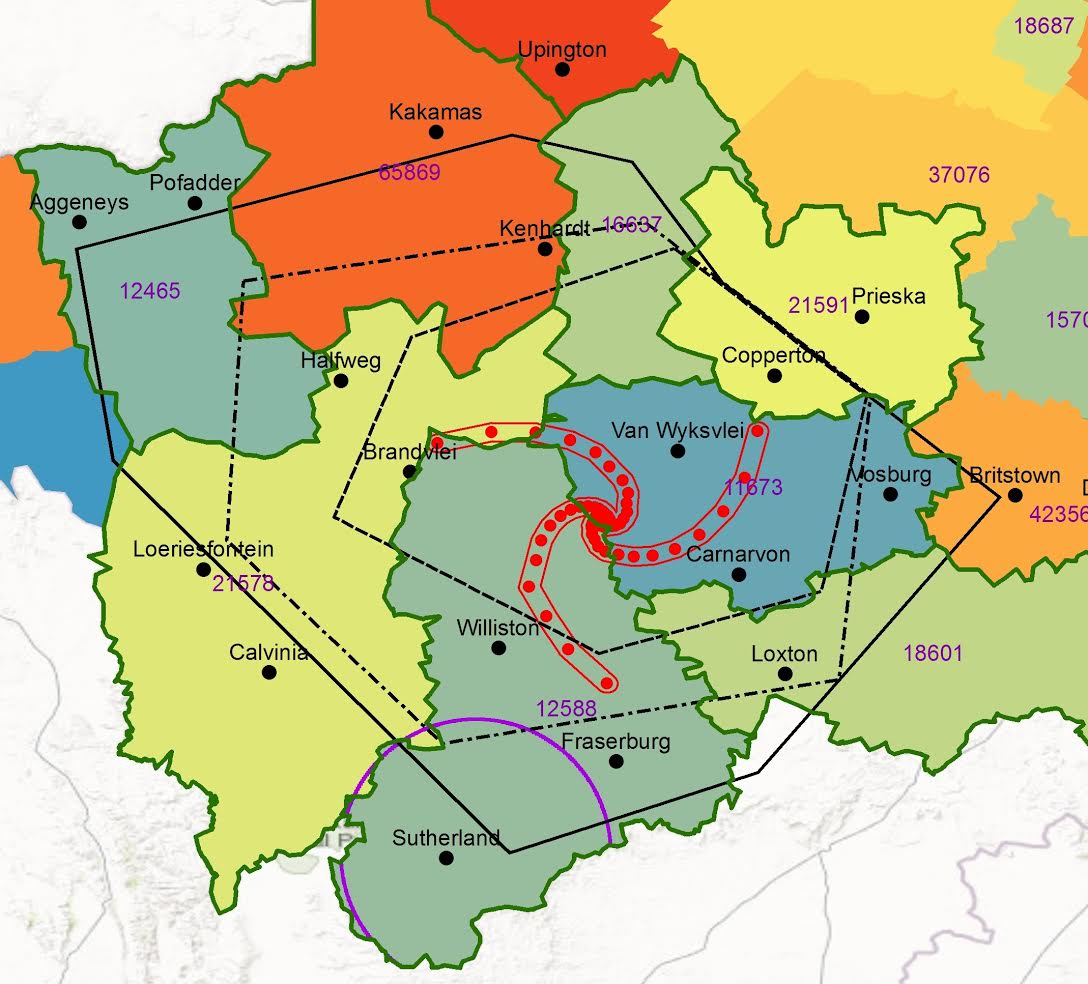 18687
Upington
Kakamas
65869
37076
Pofadder
Aggeneys
Kenhardt
16637
12465
21591
Prieska
1570
Halfweg
Copperton
Van Wyksvlei
Brandvlei
11673
Vosburg
Britstown
D
42356
Loeriesfontein
21578
Carnarvon
Williston
Calvinia
Loxton
18601
12588
Fraserburg
Sutherland